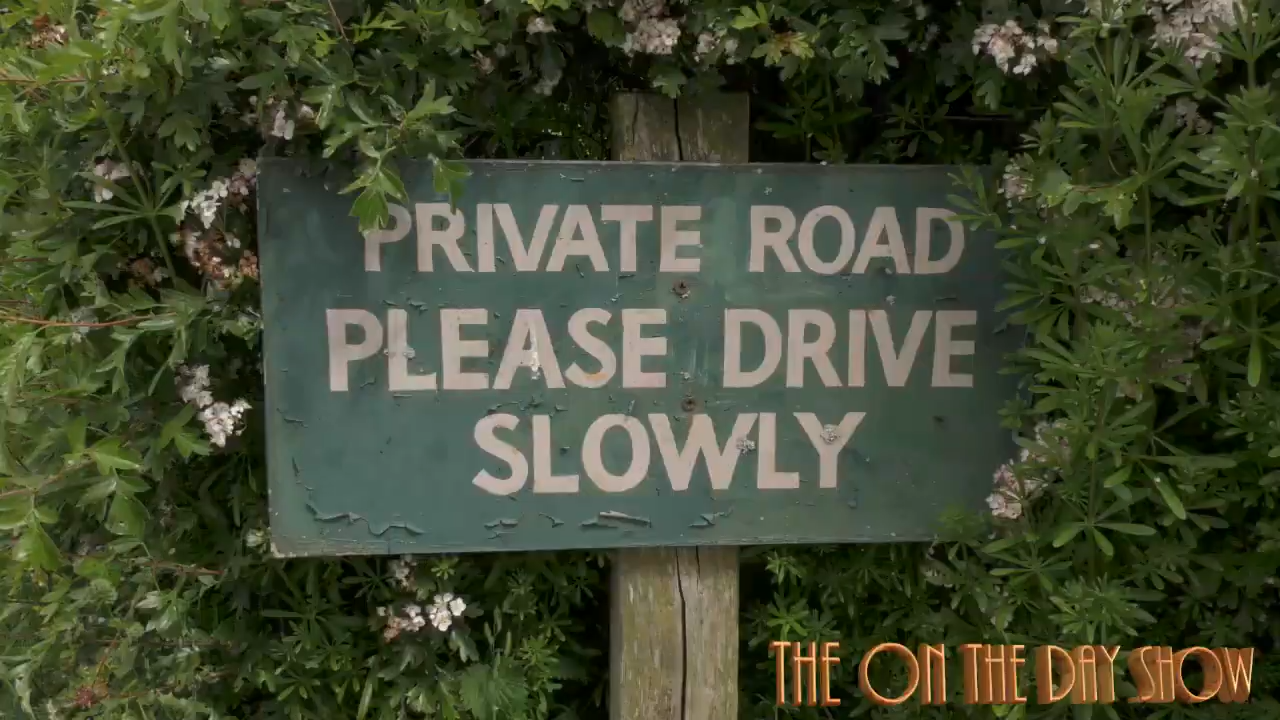 PRIVATE ROAD
PLEASE DRIVE
SLOWLY
THE ON THE DAY SHOW